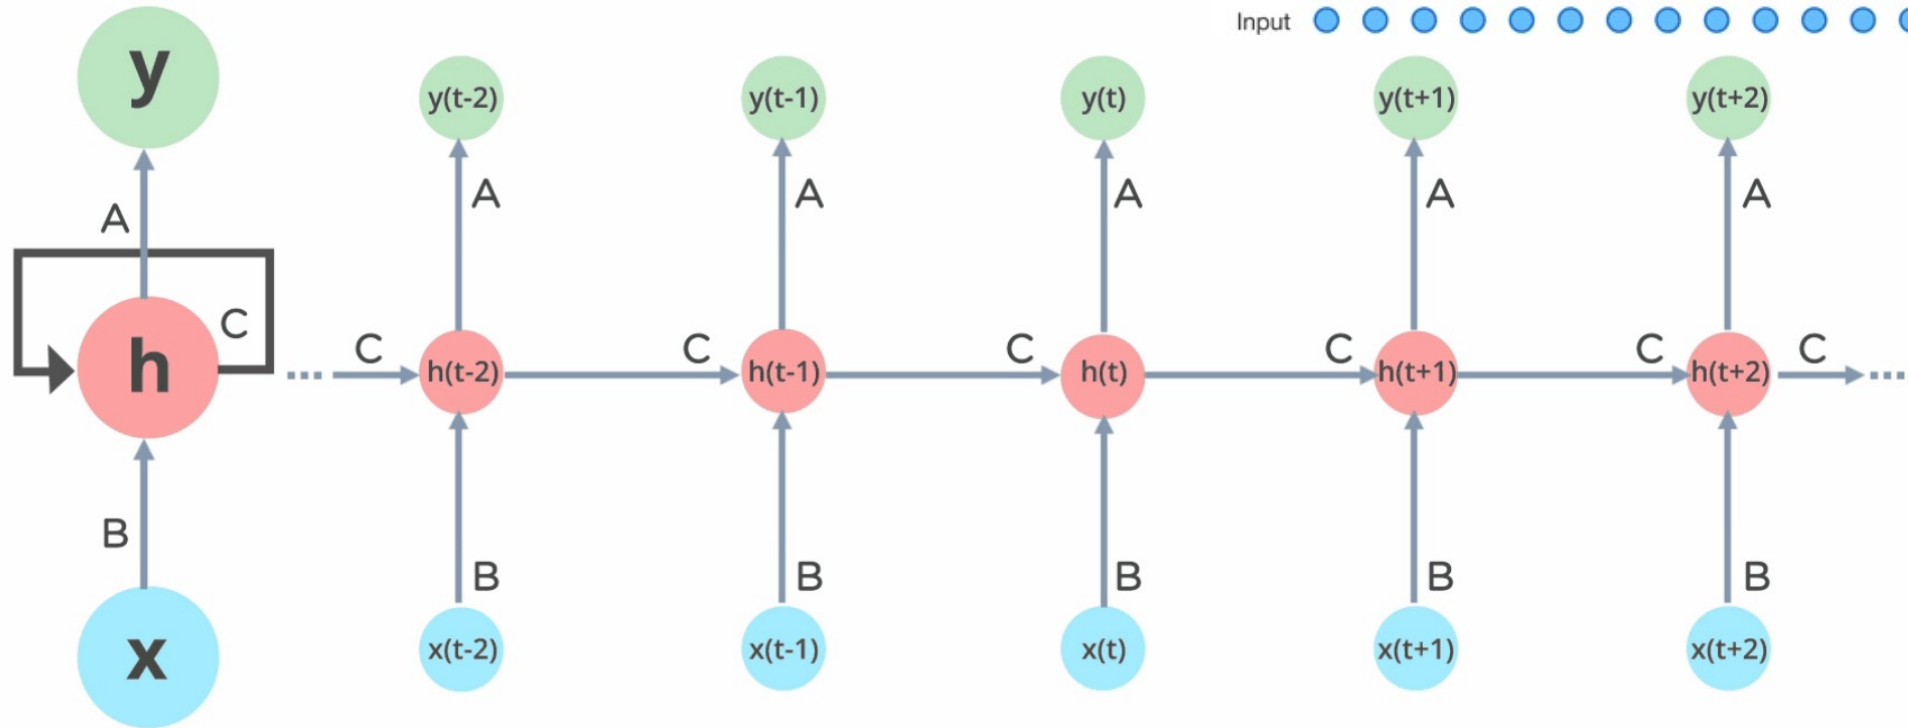 Input
y
y(t-2) y(t-1) y(t) y(t+1) y(t+2)
A A A A A A
C
h
C h(t-2) C h(t-1) C h(t) C h(t+1) C h(t+2) C
B
B B B B B
x
x(t-2) x(t-1) x(t) x(t+1) x(t+2)